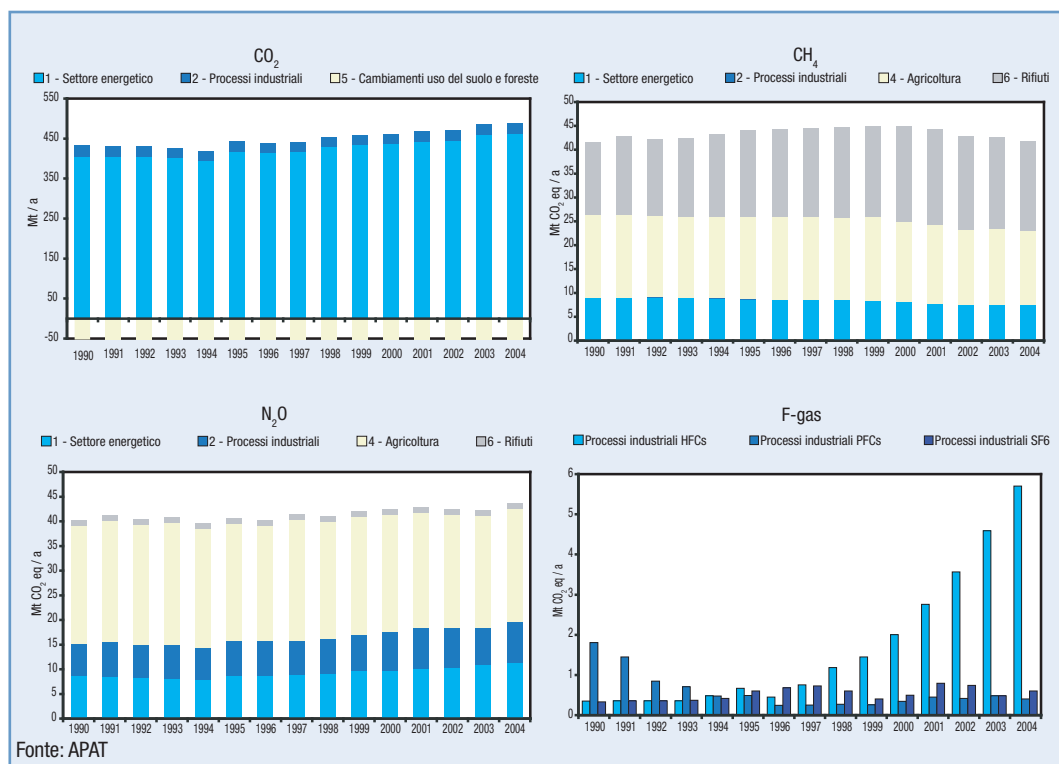 CO2
1 - Settore energetico 2 - Processi industriali 5 - Cambiamenti uso del suolo e foreste
Mt / a
550
450
350
250
150
50
-50
1990 1991 1992 1993 1994 1995 1996 1997 1998 1999 2000 2001 2002 2003 2004
CH4
1 - Settore energetico 2 - Processi industriali 4 - Agricoltura 6 - Rifiuti
Mt CO2 eq / a
50
45
40
35
30
25
20
15
10
5
0
1990 1991 1992 1993 1994 1995 1996 1997 1998 1999 2000 2001 2002 2003 2004
N2O
1 - Settore energetico 2 - Processi industriali 4 - Agricoltura 6 - Rifiuti
Mt CO2 eq / a
50
45
40
35
30
25
20
15
10
5
0
1990 1991 1992 1993 1994 1995 1996 1997 1998 1999 2000 2001 2002 2003 2004
F-gas
Processi industriali HFCs Processi industriali PFCs Processi industriali SF6
Mt CO2 eq / a
6
5
4
3
2
1
0
1990 1991 1992 1993 1994 1995 1996 1997 1998 1999 2000 2001 2002 2003 2004
Fonte: APAT